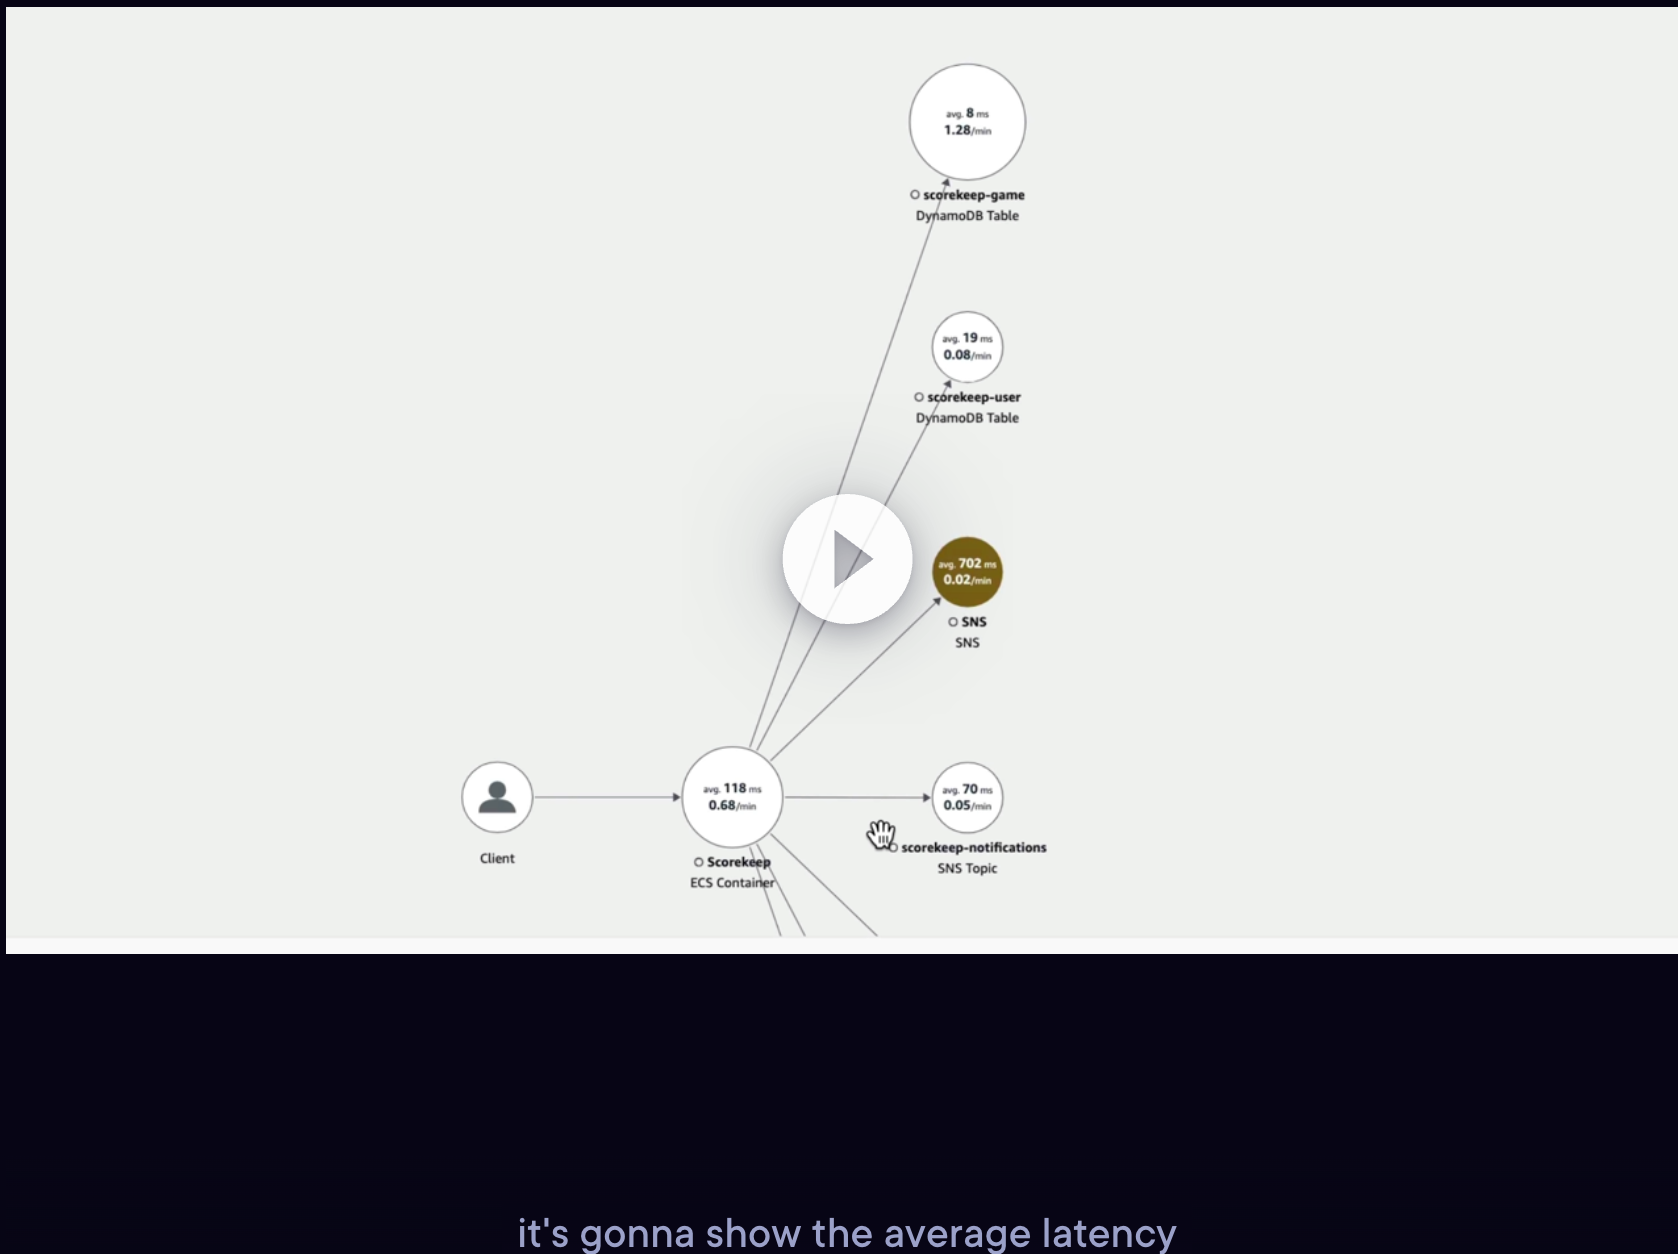 avg. 8 ms
1.28/min
scorekeep-game
DynamoDB Table
avg. 19 ms
0.08/min
scorekeep-user
DynamoDB Table
avg. 702 ms
0.02/min
SNS
SNS
Client
avg. 118 ms
0.68/min
Scorekeep
ECS Container
avg. 70 ms
0.05/min
scorekeep-notifications
SNS Topic
it's gonna show the average latency